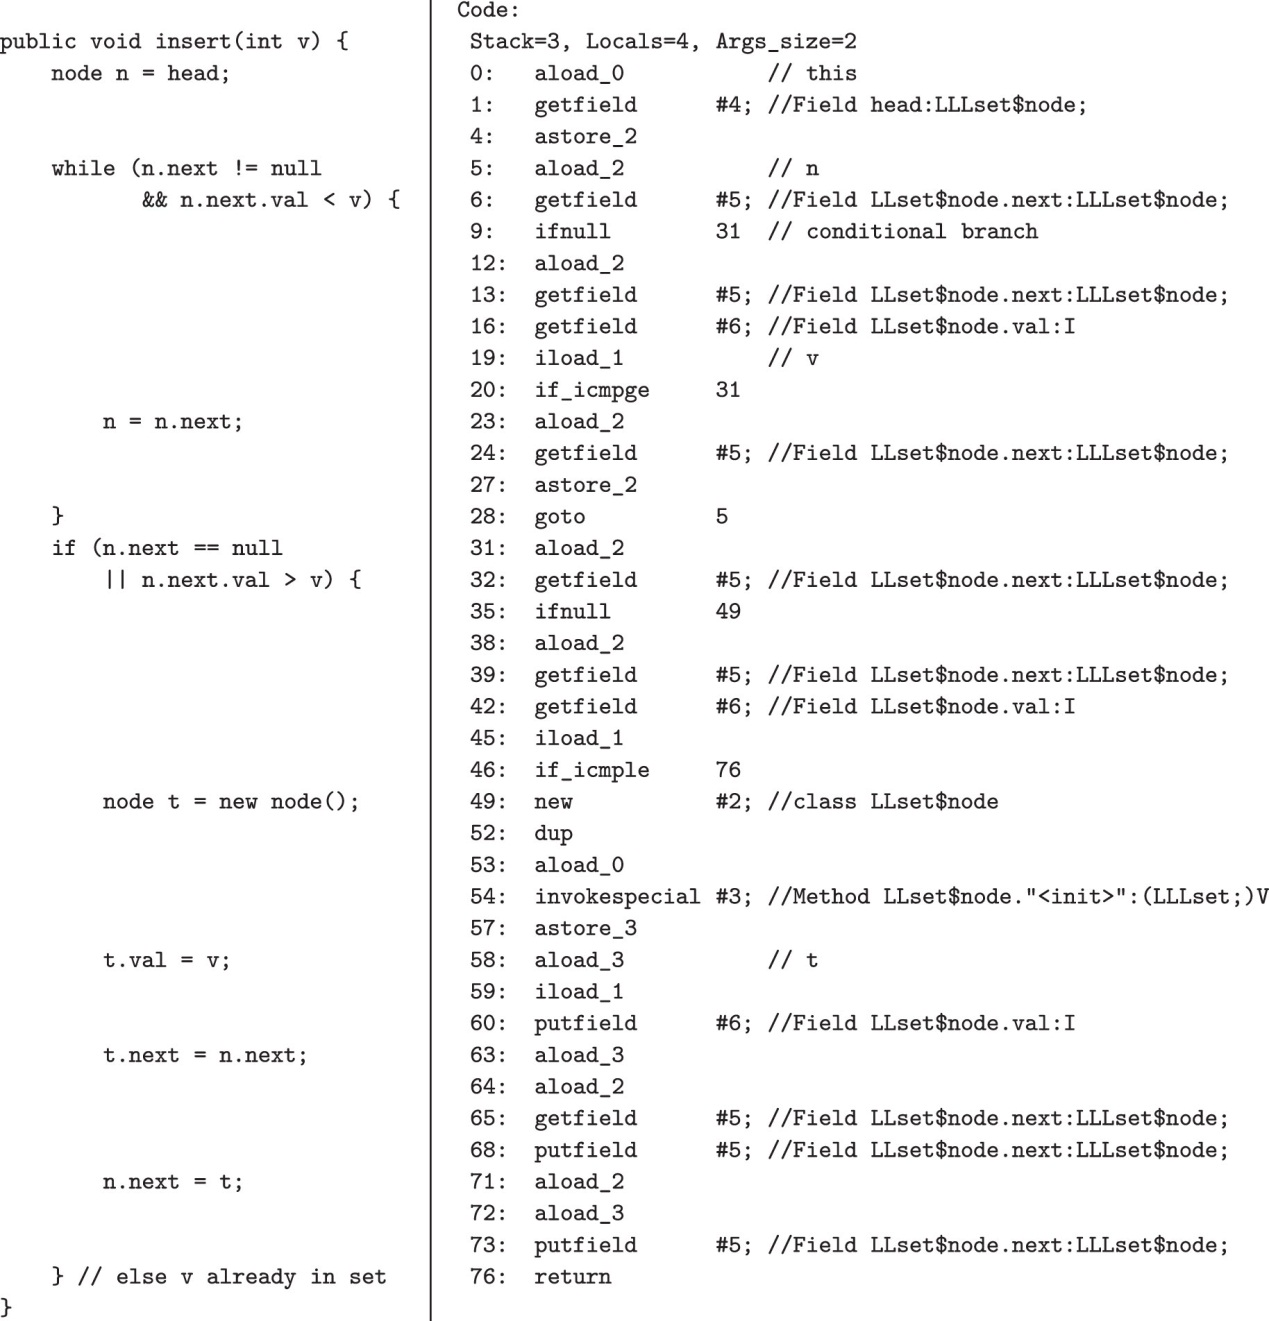 Code:
public void insert(int v) { Stack=3, Locals=4, Args_size=2
node n = head; 0: aload_0 // this
1: getfield #4; //Field head:LLLset$node;
4: astore_2
while (n.next != null 5: aload_2 // n
&& n.next.val < v) { 6: getfield #5; //Field LLset$node.next:LLLset$node;
9: ifnull 31 // conditional branch
12: aload_2
13: getfield #5; //Field LLset$node.next:LLLset$node;
16: getfield #6; //Field LLset$node.val:I
19: iload_1 // v
20: if_icmpge 31
n = n.next; 23: aload_2
24: getfield #5; //Field LLset$node.next:LLLset$node;
27: astore_2
} 28: goto 5
if (n.next == null 31: aload_2
|| n.next.val > v) { 32: getfield #5; //Field LLset$node.next:LLLset$node;
35: ifnull 49
38: aload_2
39: getfield #5; //Field LLset$node.next:LLLset$node;
42: getfield #6; //Field LLset$node.val:I
45: iload_1
46: if_icmple 76
node t = new node(); 49: new #2; //class LLset$node
52: dup
53: aload_0
54: invokespecial #3; //Method LLset$node."<init>":(LLLset;)V
57: astore_3
t.val = v; 58: aload_3 // t
59: iload_1
60: putfield #6; //Field LLset$node.val:I
t.next = n.next; 63: aload_3
64: aload_2
65: getfield #5; //Field LLset$node.next:LLLset$node;
68: putfield #5; //Field LLset$node.next:LLLset$node;
n.next = t; 71: aload_2
72: aload_3
73: putfield #5; //Field LLset$node.next:LLLset$node;
} // else v already in set 76: return
}